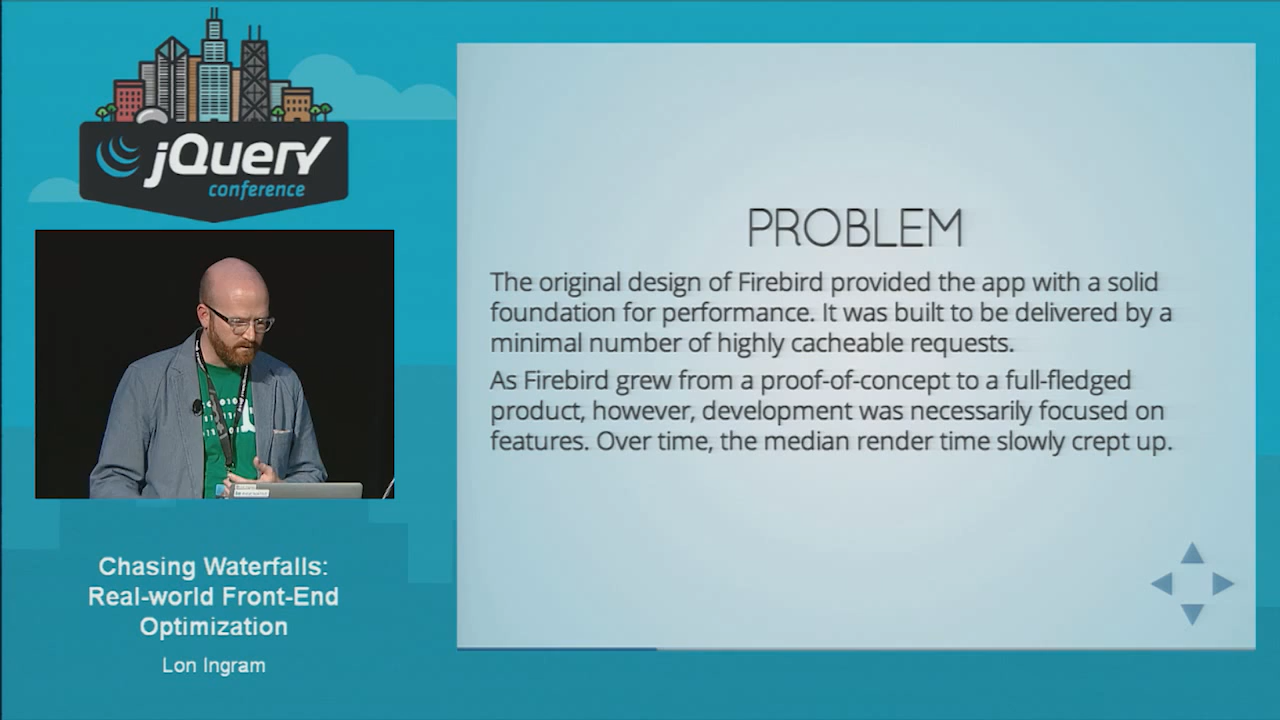 jQuery
conference
Chasing Waterfalls:
Real-world Front-End
Optimization
Lon Ingram
PROBLEM
The original design of Firebird provided the app with a solid
foundation for performance. It was built to be delivered by a
minimal number of highly cacheable requests.
As Firebird grew from a proof-of-concept to a full-fledged
product, however, development was necessarily focused on
features. Over time, the median render time slowly crept up.